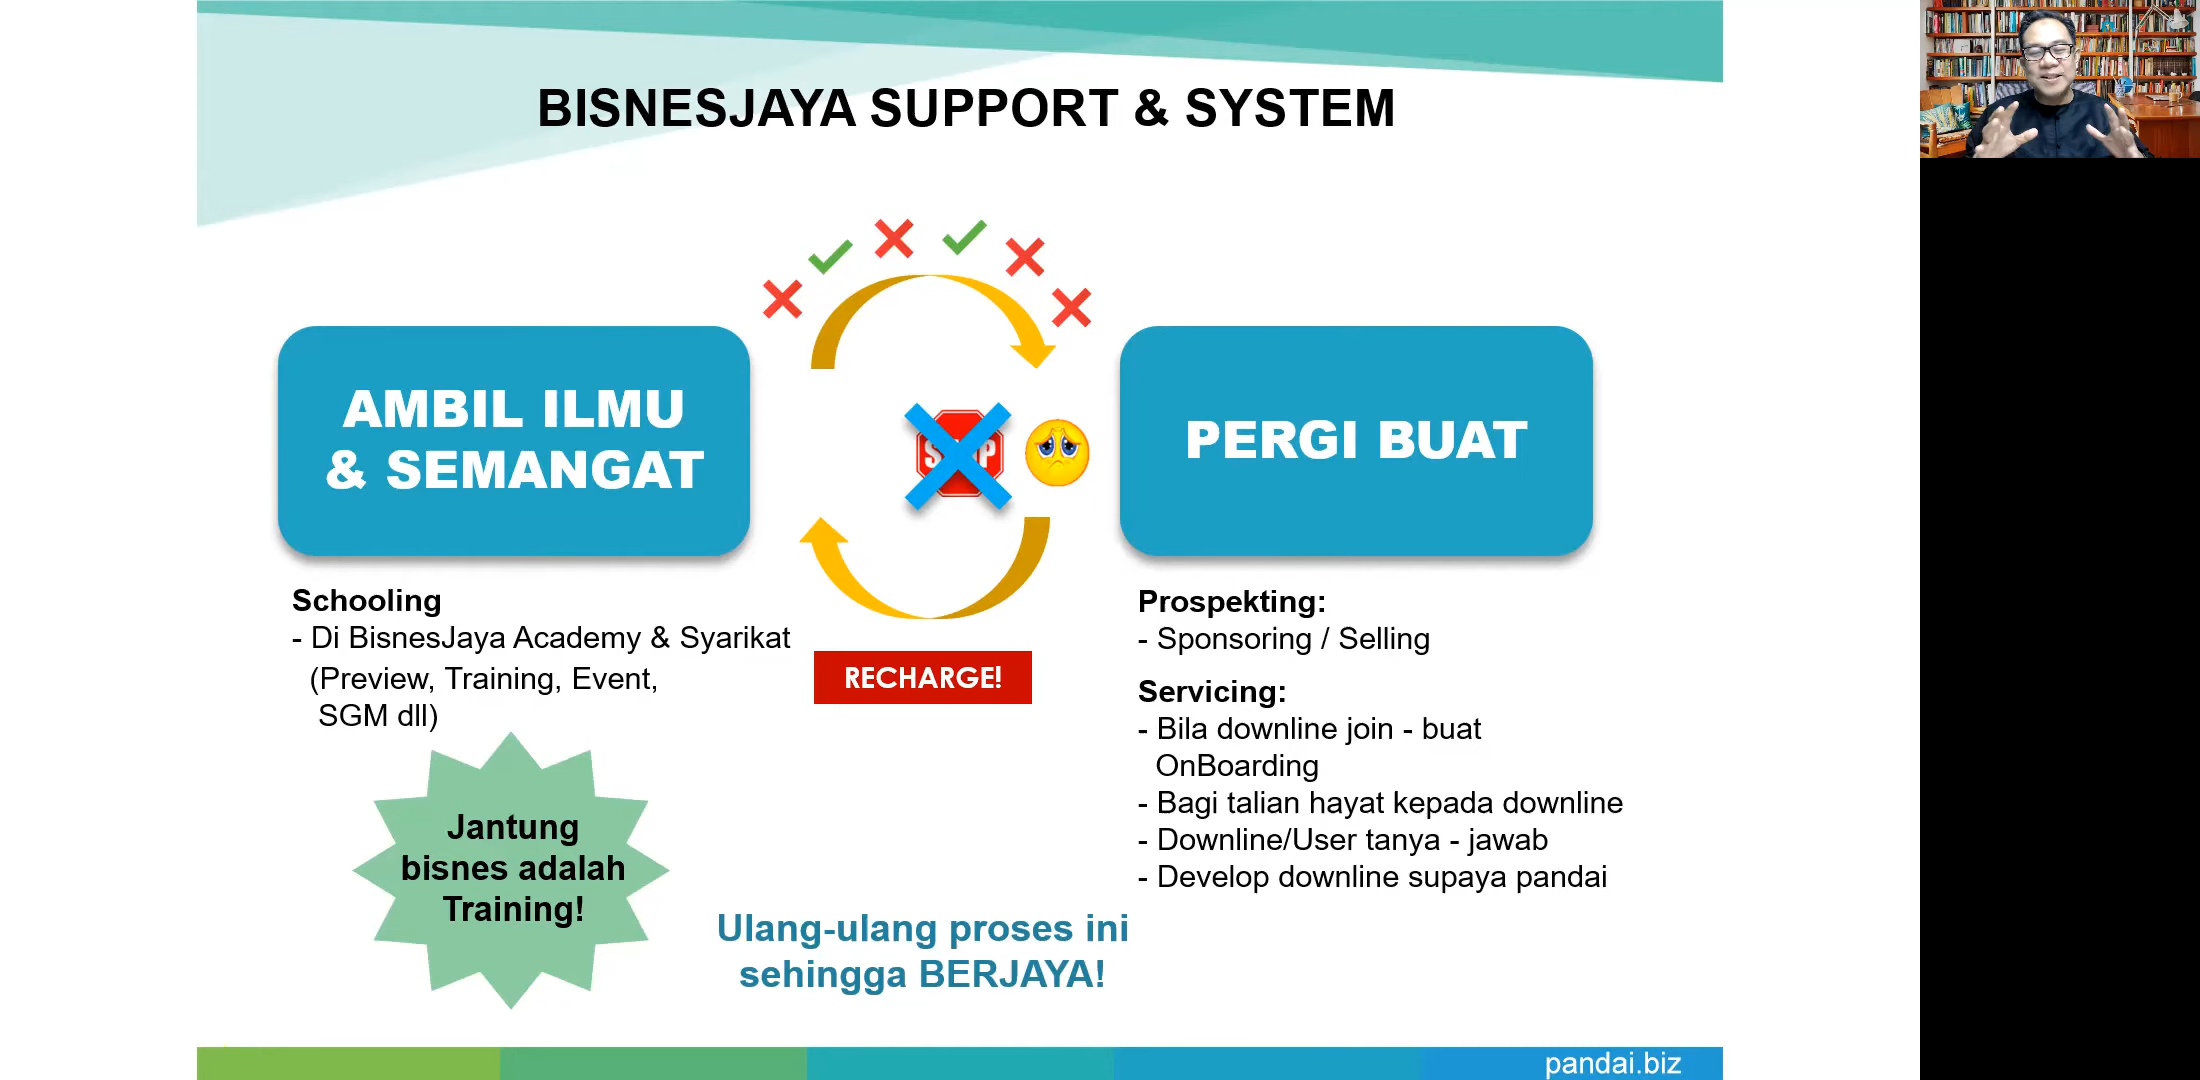 BISNESJAYA SUPPORT & SYSTEM
AMBIL ILMU
& SEMANGAT
PERGI BUAT
Schooling
- Di BisnesJaya Academy & Syarikat
(Preview, Training, Event,
SGM dll)
Jantung
bisnes adalah
Training!
RECHARGE!
Ulang-ulang proses ini
sehingga BERJAYA!
Prospekting:
- Sponsoring / Selling
Servicing:
- Bila downline join - buat
OnBoarding
- Bagi talian hayat kepada downline
- Downline/User tanya - jawab
- Develop downline supaya pandai
pandai.biz